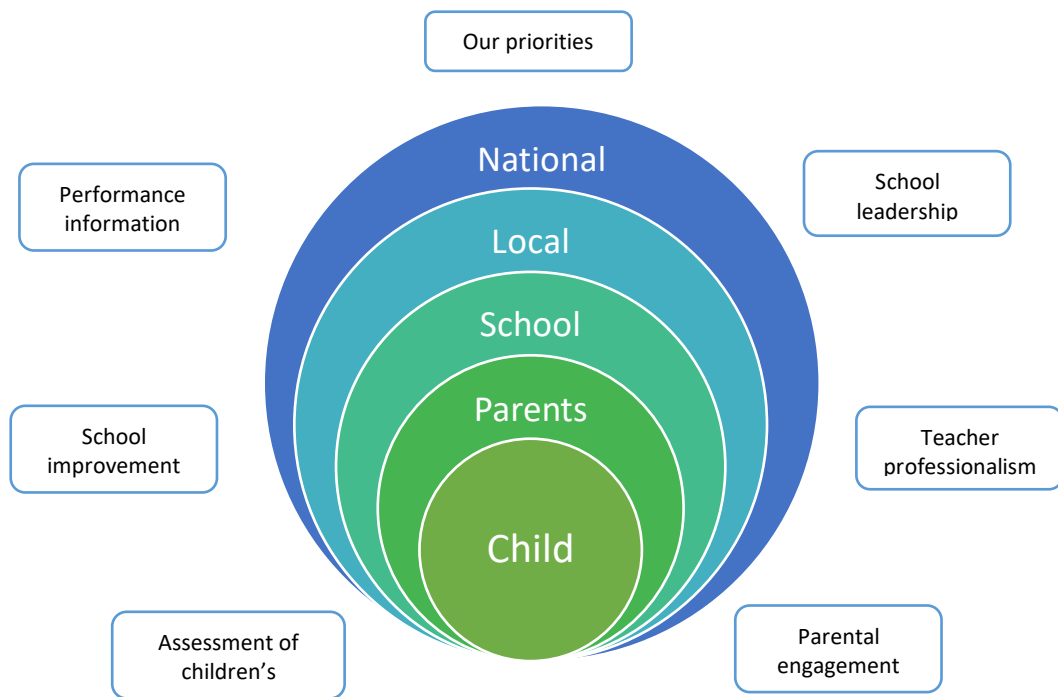 Our priorities
National
Performance
information
School
leadership
Local
School
Parents
School
improvement
Teacher
professionalism
Child
Assessment of
children’s
Parental
engagement